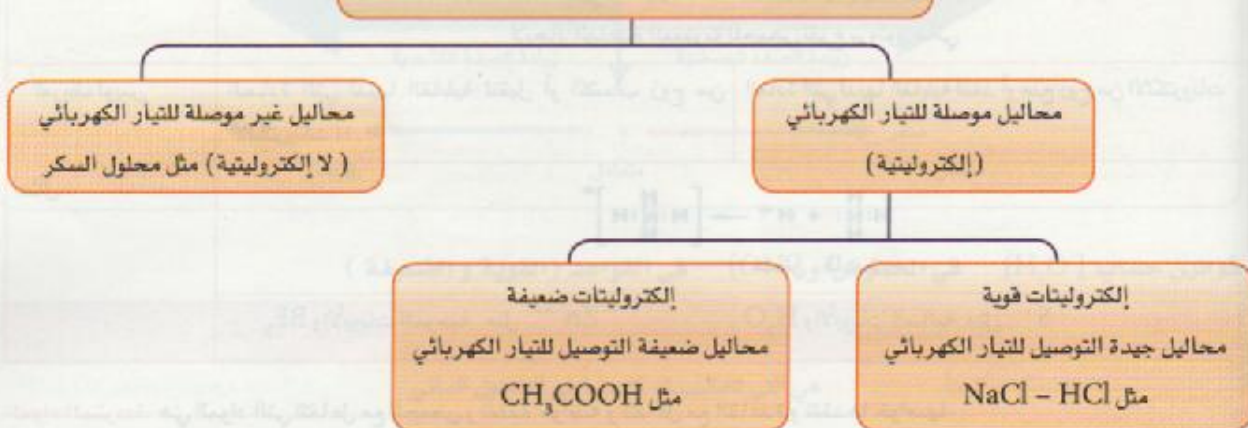 محاليل موصلة للتيار الكهربائي
(إلكتروليتية)
محاليل غير موصلة للتيار الكهربائي
(لا إلكتروليتية) مثل محلول السكر
إلكتروليتات قوية
محاليل جيدة التوصيل للتيار الكهربائي
مثل NaCl – HCl
إلكتروليتات ضعيفة
محاليل ضعيفة التوصيل للتيار الكهربائي
مثل CH₃COOH